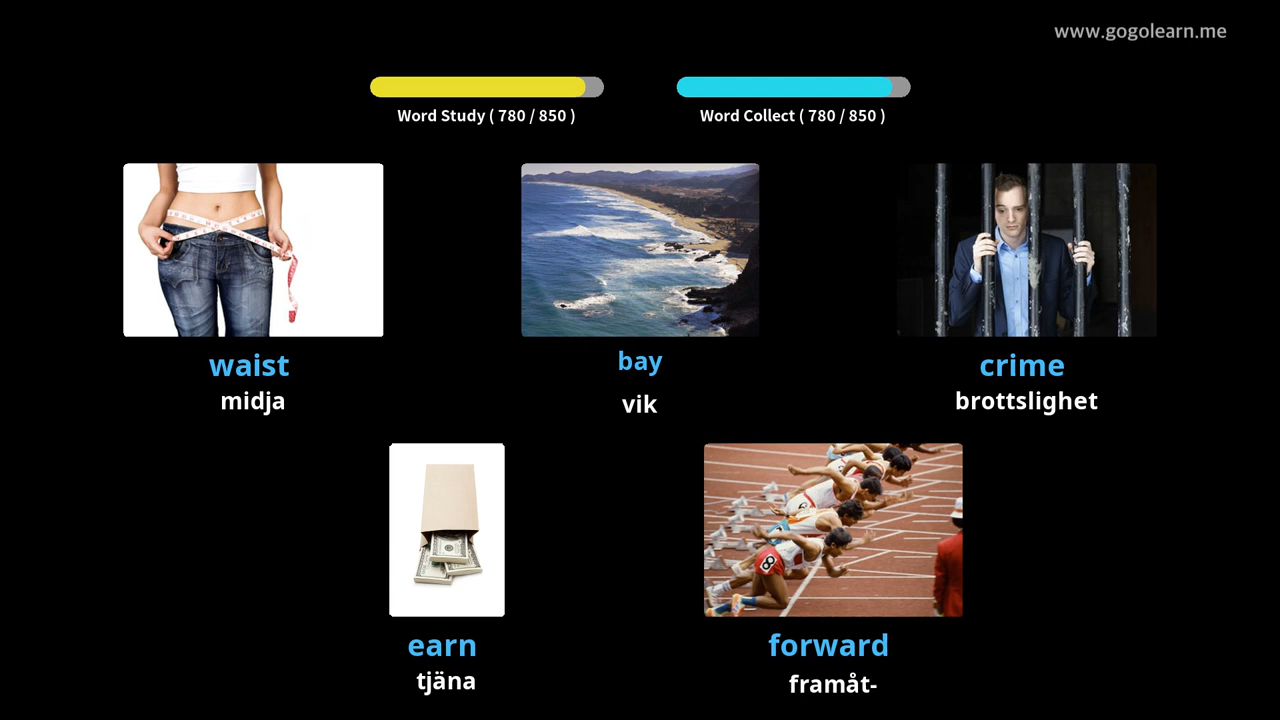 www.gogolearn.me
Word Study ( 780 / 850 )
Word Collect ( 780 / 850 )
waist
midja
bay
vik
crime
brottslighet
earn
tjäna
forward
framåt-